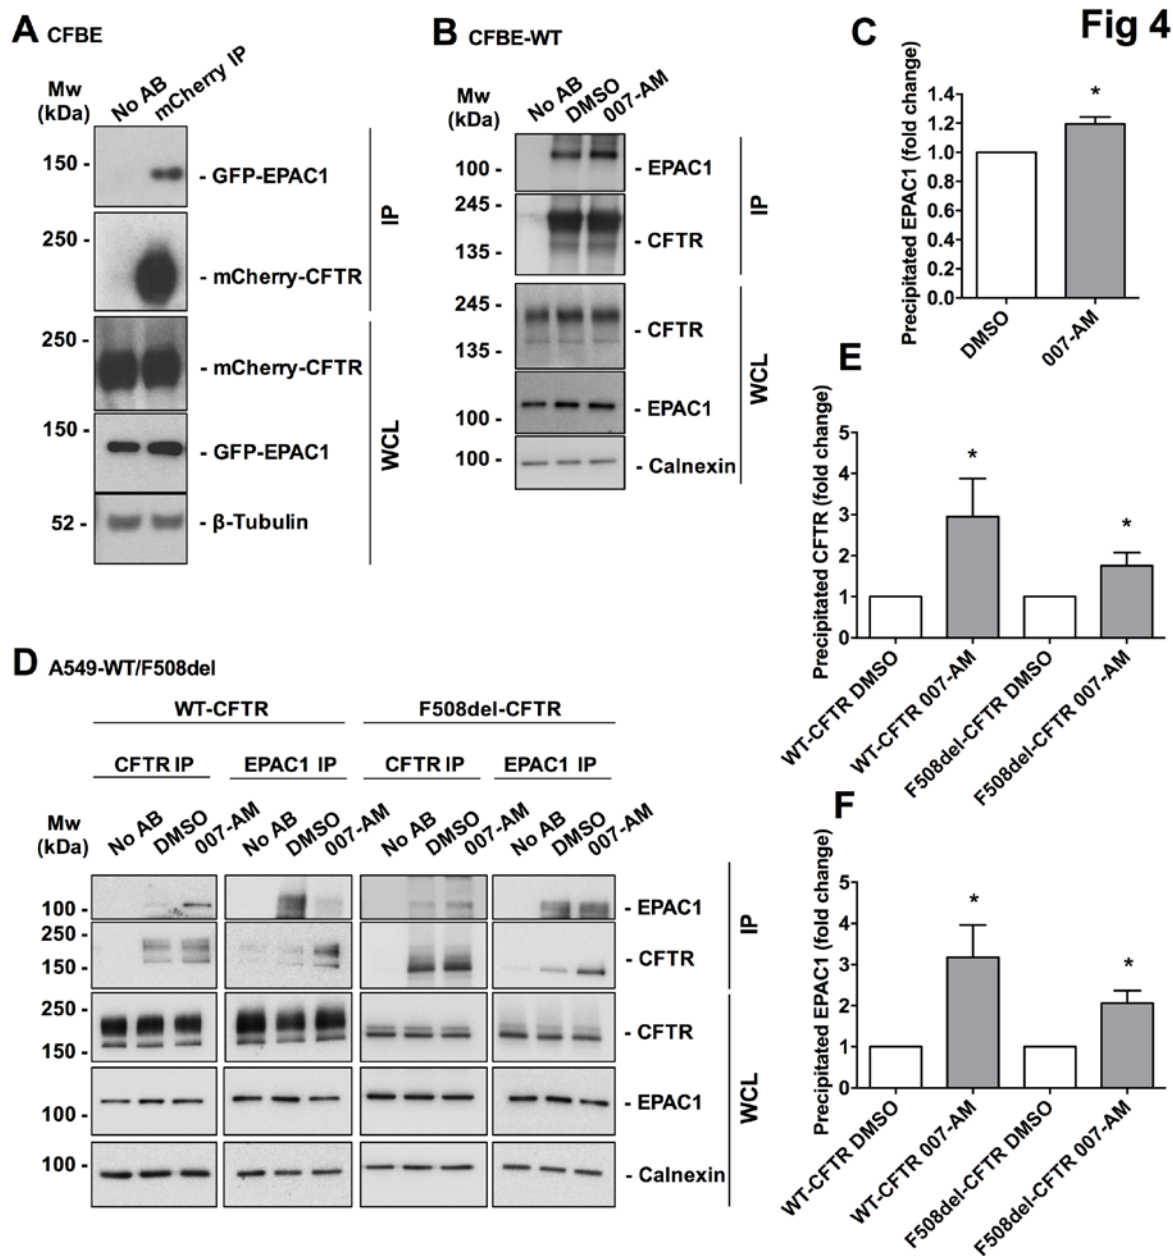 Fig 4
A CFBE
Mw
(kDa)
No AB
mCherry IP
150 -
- GFP-EPAC1
250 -
- mCherry-CFTR
IP
250 -
- mCherry-CFTR
150 -
- GFP-EPAC1
52 -
- β-Tubulin
WCL
B CFBE-WT
Mw
(kDa)
No AB
DMSO
007-AM
100 -
- EPAC1
245 -
- CFTR
135 -
IP
245 -
- CFTR
135 -
- EPAC1
100 -
100 -
- Calnexin
WCL
C
Precipitated EPAC1 (fold change)
1.4
1.2
1.0
0.8
0.6
0.4
0.2
0.0
*
DMSO
007-AM
D A549-WT/F508del
WT-CFTR
F508del-CFTR
CFTR IP
EPAC1 IP
CFTR IP
EPAC1 IP
Mw
(kDa)
No AB
DMSO
007-AM
No AB
DMSO
007-AM
No AB
DMSO
007-AM
No AB
DMSO
007-AM
100 -
- EPAC1
250 -
- CFTR
150 -
IP
250 -
- CFTR
150 -
- EPAC1
100 -
100 -
- Calnexin
WCL
E
Precipitated CFTR (fold change)
5
4
3
2
1
0
*
*
WT-CFTR DMSO
WT-CFTR 007-AM
F508del-CFTR DMSO
F508del-CFTR 007-AM
F
Precipitated EPAC1 (fold change)
5
4
3
2
1
0
*
*
WT-CFTR DMSO
WT-CFTR 007-AM
F508del-CFTR DMSO
F508del-CFTR 007-AM